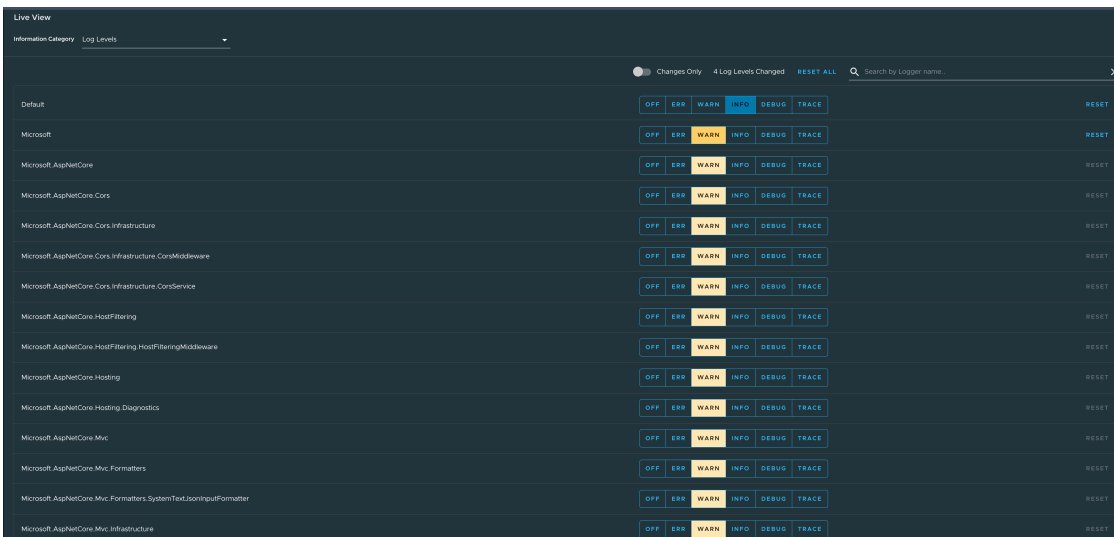 Live View
Information Category Log Levels
Changes Only 4 Log Levels Changed RESET ALL Search by Logger name..
Default OFF ERR WARN INFO DEBUG TRACE RESET
Microsoft OFF ERR WARN INFO DEBUG TRACE RESET
Microsoft.AspNetCore OFF ERR WARN INFO DEBUG TRACE RESET
Microsoft.AspNetCore.Cors OFF ERR WARN INFO DEBUG TRACE RESET
Microsoft.AspNetCore.Cors.Infrastructure OFF ERR WARN INFO DEBUG TRACE RESET
Microsoft.AspNetCore.Cors.Infrastructure.CorsMiddleware OFF ERR WARN INFO DEBUG TRACE RESET
Microsoft.AspNetCore.Cors.Infrastructure.CorsService OFF ERR WARN INFO DEBUG TRACE RESET
Microsoft.AspNetCore.HostFiltering OFF ERR WARN INFO DEBUG TRACE RESET
Microsoft.AspNetCore.HostFiltering.HostFilteringMiddleware OFF ERR WARN INFO DEBUG TRACE RESET
Microsoft.AspNetCore.Hosting OFF ERR WARN INFO DEBUG TRACE RESET
Microsoft.AspNetCore.Hosting.Diagnostics OFF ERR WARN INFO DEBUG TRACE RESET
Microsoft.AspNetCore.Mvc OFF ERR WARN INFO DEBUG TRACE RESET
Microsoft.AspNetCore.Mvc.Formatters OFF ERR WARN INFO DEBUG TRACE RESET
Microsoft.AspNetCore.Mvc.Formatters.SystemTextJsonInputFormatter OFF ERR WARN INFO DEBUG TRACE RESET
Microsoft.AspNetCore.Mvc.Infrastructure OFF ERR WARN INFO DEBUG TRACE RESET